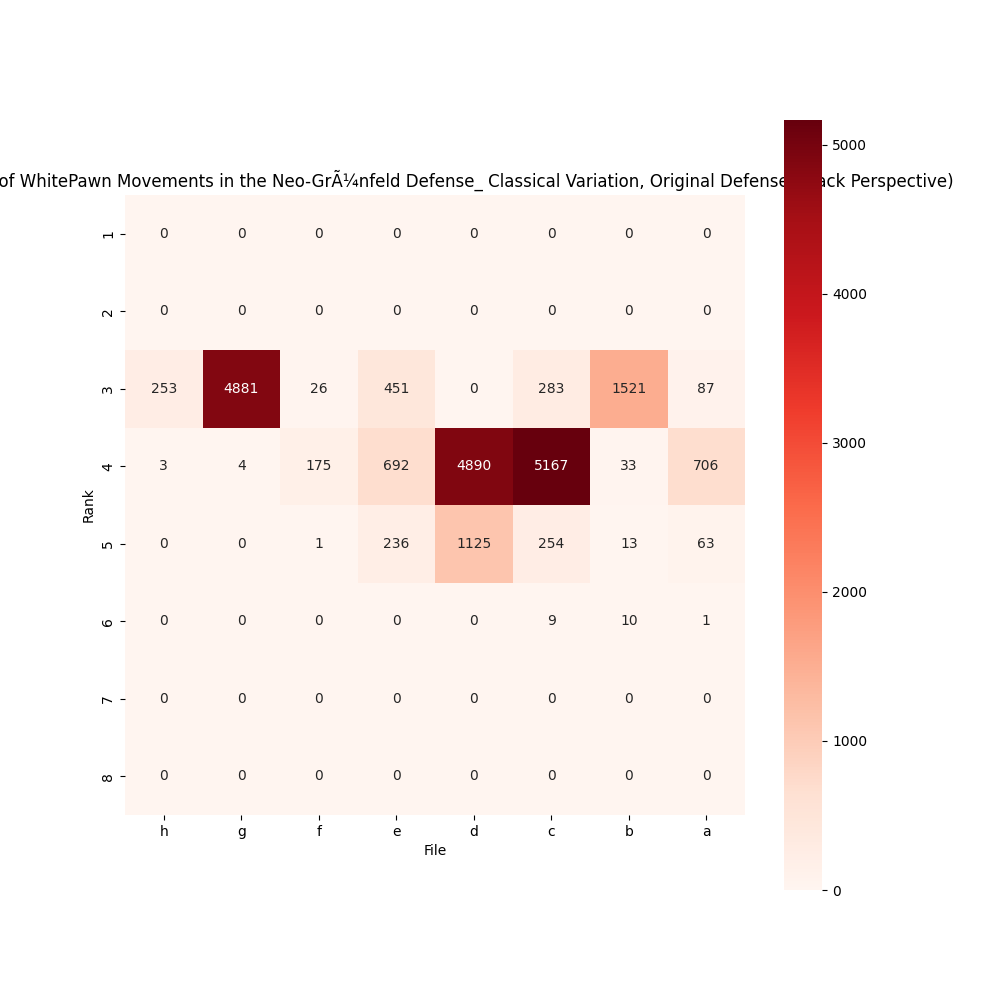 of WhitePawn Movements in the Neo-GrÃ¼nfeld Defense_ Classical Variation, Original Defense Perspective)
5000
4000
3000
2000
1000
0
1 0 0 0 0 0 0 0 0
2 0 0 0 0 0 0 0 0
3 253 4881 26 451 0 283 1521 87
4 3 4 175 692 4890 5167 33 706
5 0 0 1 236 1125 254 13 63
6 0 0 0 0 0 9 10 1
7 0 0 0 0 0 0 0 0
8 0 0 0 0 0 0 0 0
Rank
h g f e d c b a
File